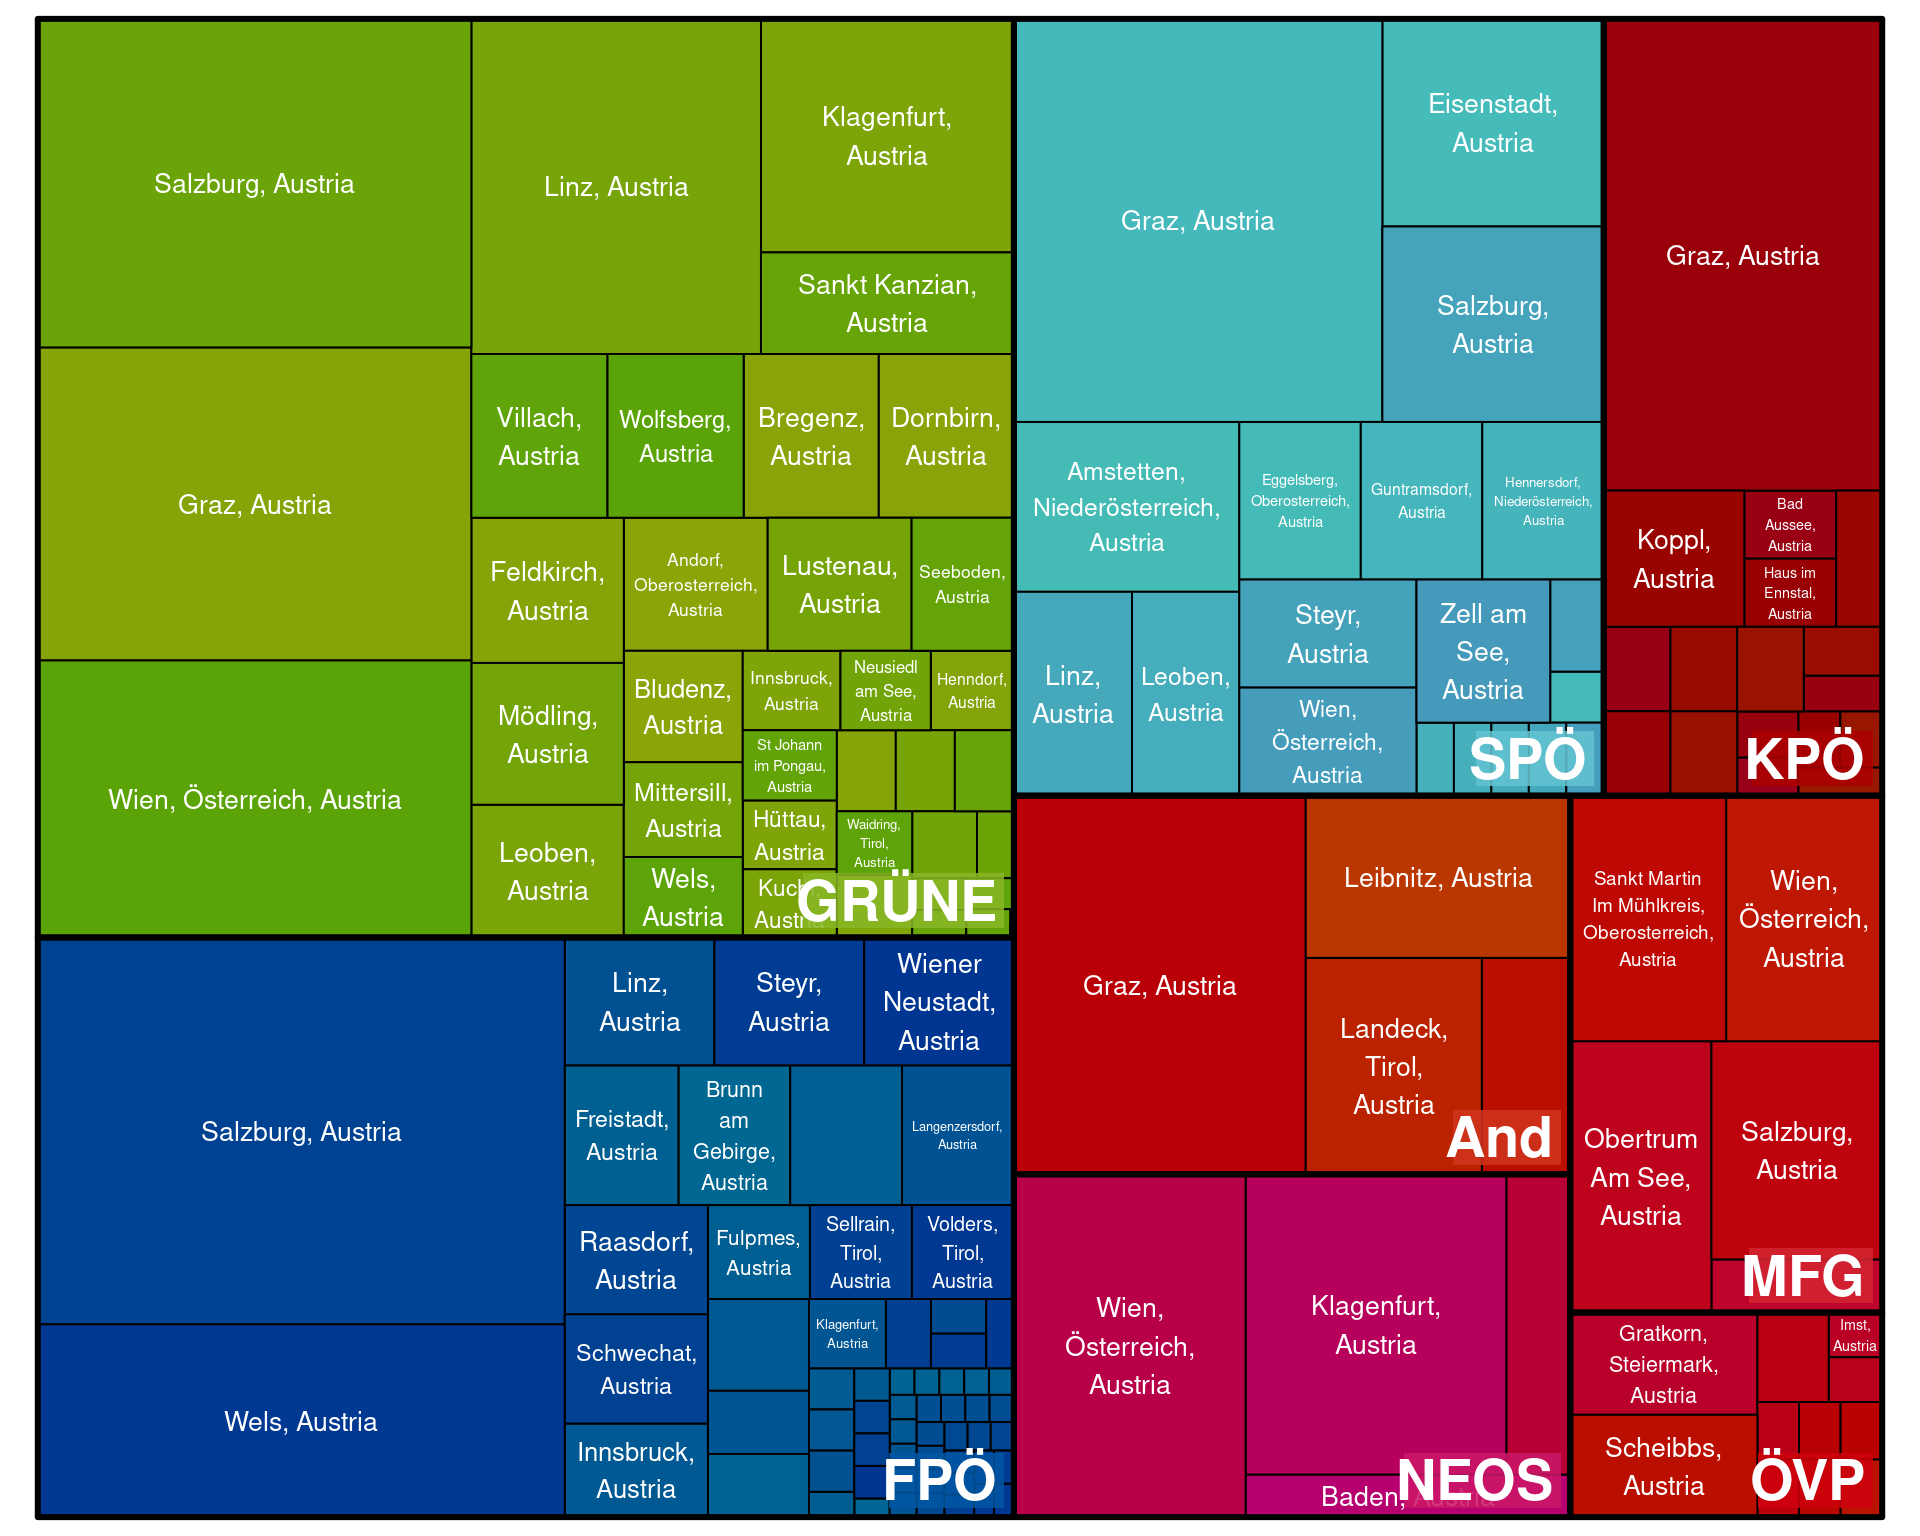 Salzburg, Austria
Linz, Austria
Klagenfurt,
Austria
Sankt Kanzian,
Austria
Graz, Austria
Villach,
Austria
Wolfsberg,
Austria
Bregenz,
Austria
Dornbirn,
Austria
Feldkirch,
Austria
Andorf,
Oberosterreich,
Austria
Lustenau,
Austria
Seeboden,
Austria
Wien, Österreich, Austria
Mödling,
Austria
Bludenz,
Austria
Innsbruck,
Austria
Neusiedl
am See,
Austria
Henndorf,
Austria
St Johann
im Pongau,
Austria
Mittersill,
Austria
Hüttau,
Austria
Waidring,
Tirol,
Austria
Leoben,
Austria
Wels,
Austria
GRÜNE
Graz, Austria
Eisenstadt,
Austria
Salzburg,
Austria
Amstetten,
Niederösterreich,
Austria
Eggelsberg,
Oberosterreich,
Austria
Guntramsdorf,
Austria
Hennersdorf,
Niederösterreich,
Austria
Linz,
Austria
Leoben,
Austria
Steyr,
Austria
Zell am
See,
Austria
Wien,
Österreich,
Austria
SPÖ
Graz, Austria
Koppl,
Austria
Bad
Aussee,
Austria
Haus im
Ennstal,
Austria
KPÖ
Salzburg, Austria
Wels, Austria
Linz,
Austria
Steyr,
Austria
Wiener
Neustadt,
Austria
Freistadt,
Austria
Brunn
am
Gebirge,
Austria
Langenzersdorf,
Austria
Raasdorf,
Austria
Fulpmes,
Austria
Sellrain,
Tirol,
Austria
Volders,
Tirol,
Austria
Schwechat,
Austria
Klagenfurt,
Austria
Innsbruck,
Austria
FPÖ
Graz, Austria
Leibnitz, Austria
Landeck,
Tirol,
Austria
And
Sankt Martin
Im Mühlkreis,
Oberosterreich,
Austria
Wien,
Österreich,
Austria
Obertrum
Am See,
Austria
Salzburg,
Austria
MFG
Wien,
Österreich,
Austria
Klagenfurt,
Austria
Baden, Austria
NEOS
Gratkorn,
Steiermark,
Austria
Imst,
Austria
Scheibbs,
Austria
ÖVP